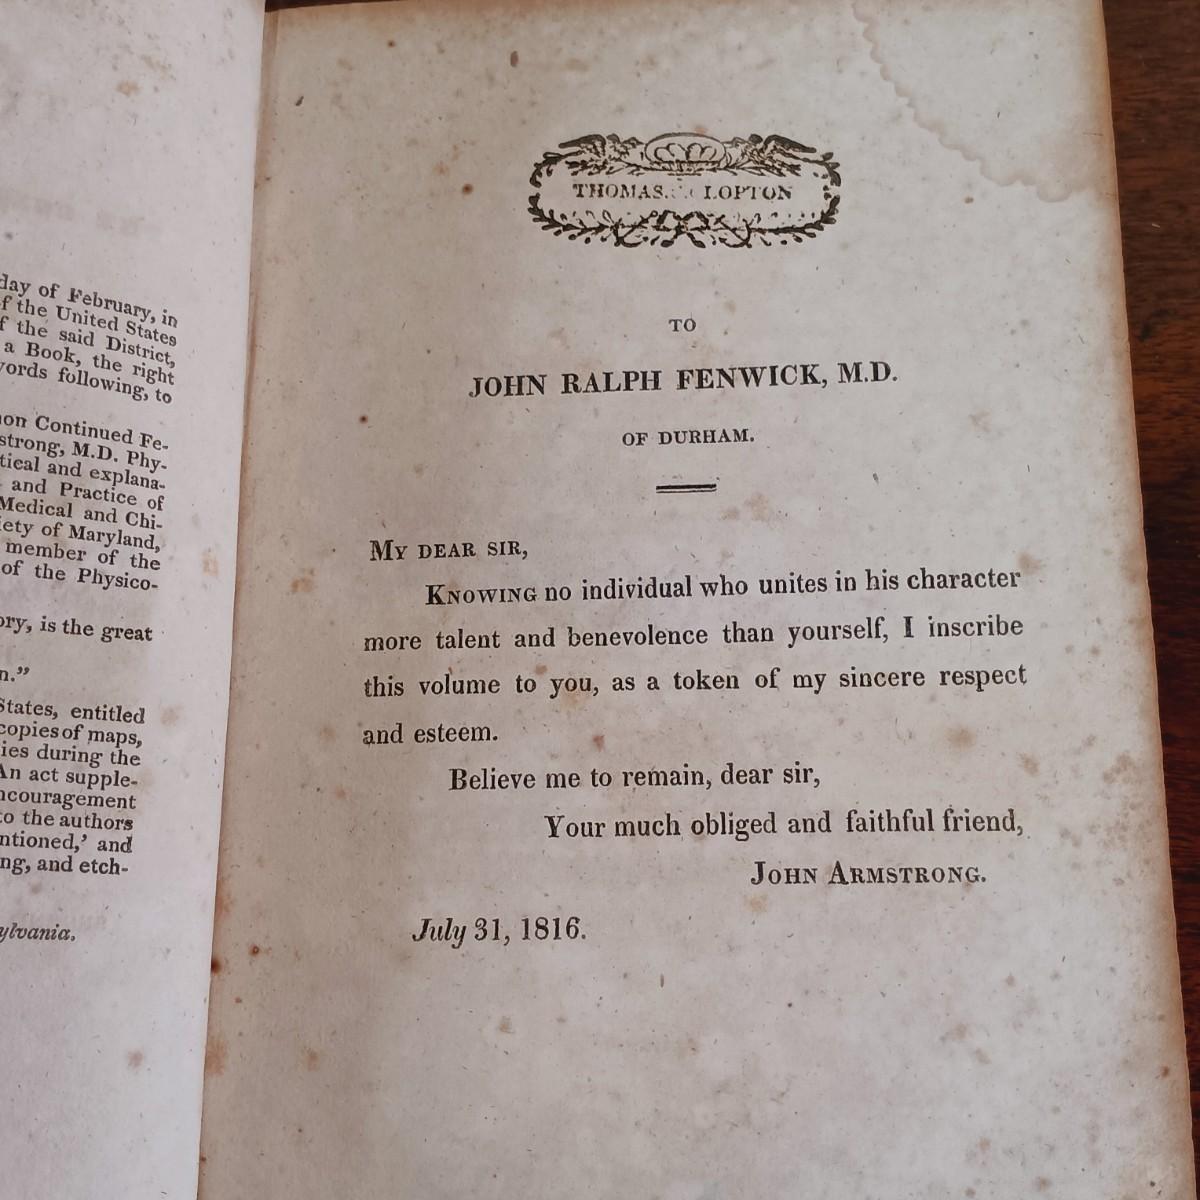 day of February, in
f the United States
f the said District,
a Book, the right
words following, to
on Continued Fe-
strong, M.D. Phy-
tical and explana-
and Practice of
Medical and Chi-
iety of Maryland,
member of the
of the Physico-
ory, is the great
n.”
States, entitled
copies of maps,
ies during the
An act supple-
ncouragement
to the authors
ntioned,’ and
ng, and etch-
ylvania.
THOMAS LOPTON
TO
JOHN RALPH FENWICK, M.D.
OF DURHAM.
MY DEAR SIR,
KNOWING no individual who unites in his character
more talent and benevolence than yourself, I inscribe
this volume to you, as a token of my sincere respect
and esteem.
Believe me to remain, dear sir,
Your much obliged and faithful friend,
JOHN ARMSTRONG.
July 31, 1816.